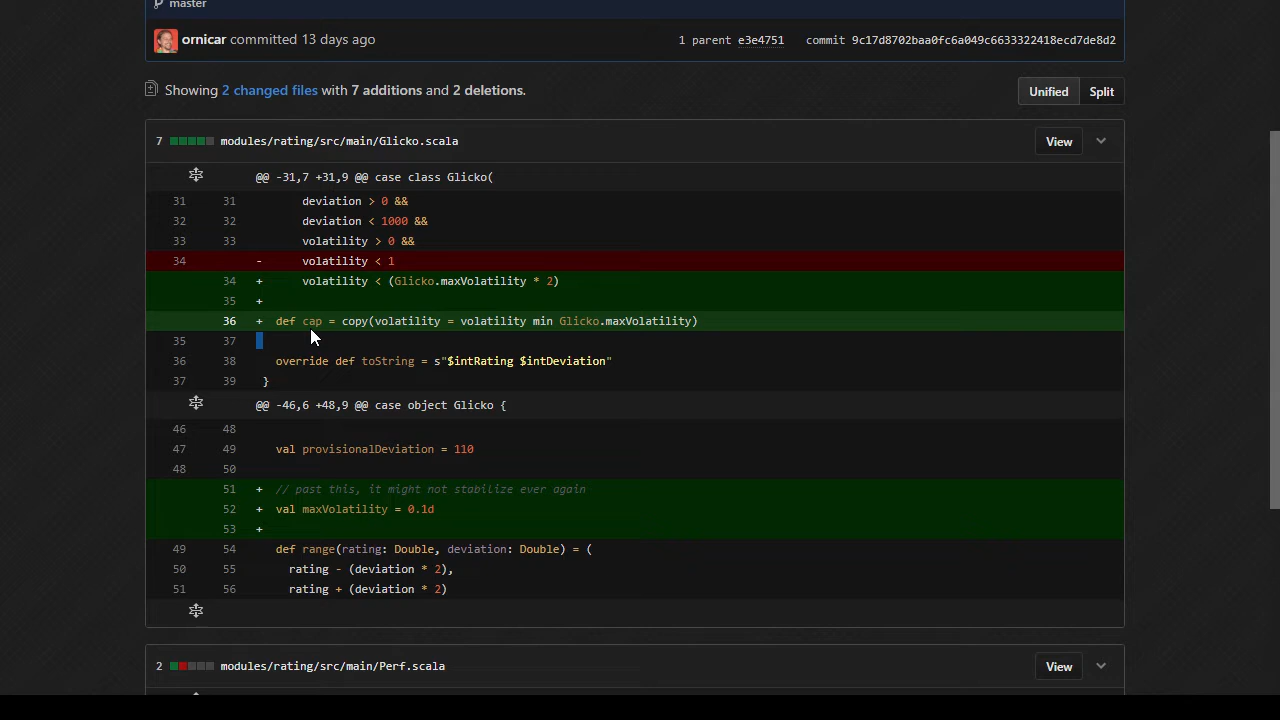 master
ornicar committed 13 days ago 1 parent e3e4751 commit 9c17d8702baa0fc6a049c6633322418ecd7de8d2
Showing 2 changed files with 7 additions and 2 deletions. Unified Split
7 modules/rating/src/main/Glicko.scala View
@@ -31,7 +31,9 @@ case class Glicko(
31 31 deviation > 0 &&
32 32 deviation < 1000 &&
33 33 volatility > 0 &&
34 - volatility < 1
34 + volatility < (Glicko.maxVolatility * 2)
35 +
36 + def cap = copy(volatility = volatility min Glicko.maxVolatility)
35 37
36 38 override def toString = s"$intRating $intDeviation"
37 39 }
@@ -46,6 +48,9 @@ case object Glicko {
46 48
47 49 val provisionalDeviation = 110
48 50
51 + // past this, it might not stabilize ever again
52 + val maxVolatility = 0.1d
53 +
49 54 def range(rating: Double, deviation: Double) = (
50 55 rating - (deviation * 2),
51 56 rating + (deviation * 2)
2 modules/rating/src/main/Perf.scala View